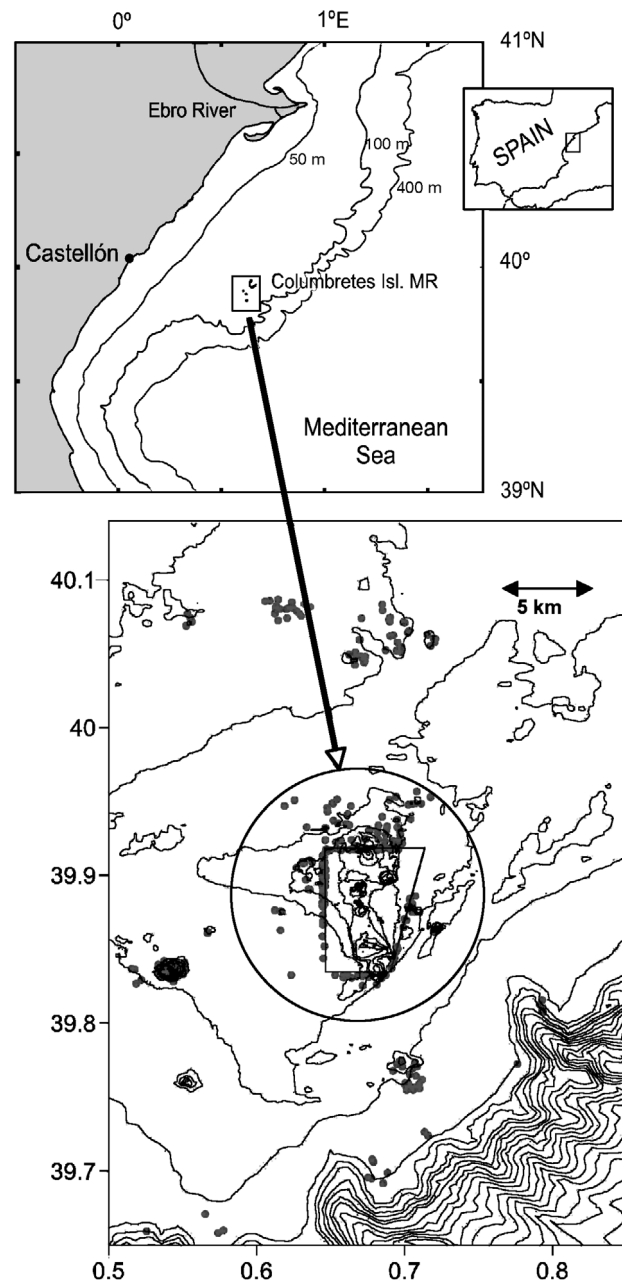 0º
1ºE
41ºN
Ebro River
50 m
100 m
400 m
SPAIN
Castellón
40º
Columbretes Isl. MR
Mediterranean
Sea
39ºN
40.1
5 km
40
39.9
39.8
39.7
0.5
0.6
0.7
0.8